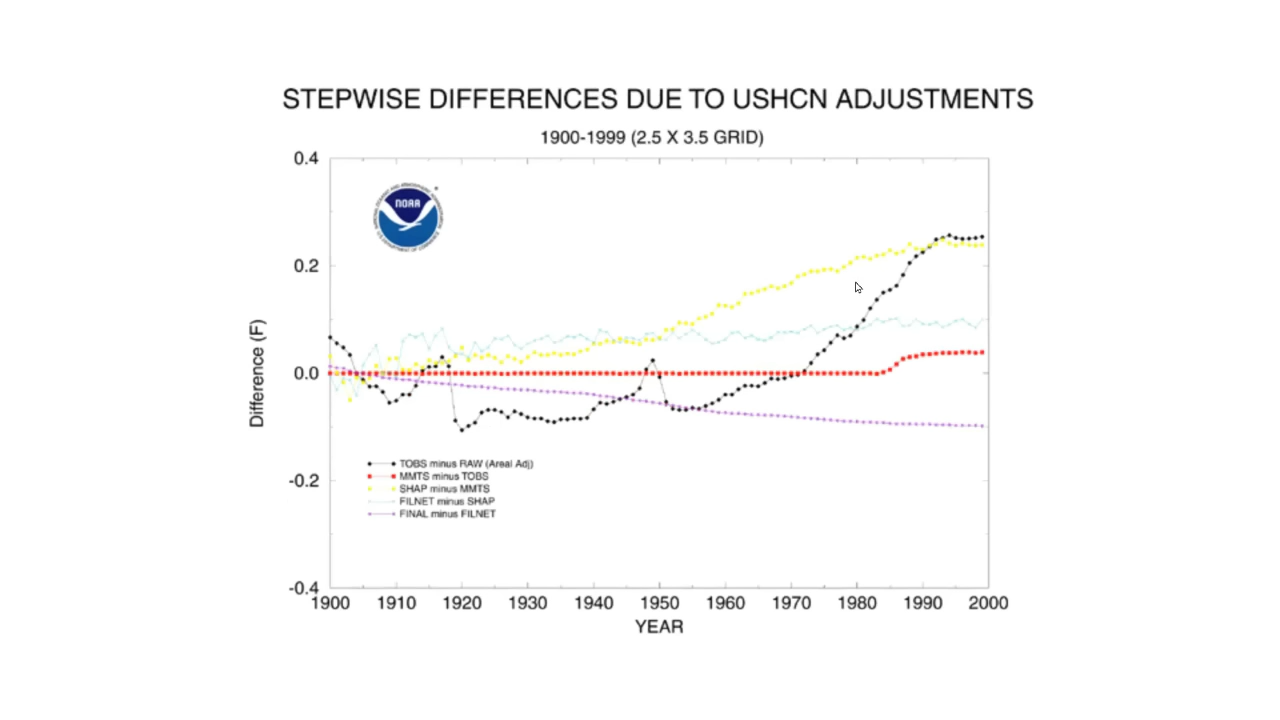 STEPWISE DIFFERENCES DUE TO USHCN ADJUSTMENTS
1900-1999 (2.5 X 3.5 GRID)
0.4
NOAA
0.2
0.0
-0.2
-0.4
Difference (F)
TOBS minus RAW (Areal Adj)
MMTS minus TOBS
SHAP minus MMTS
FILNET minus SHAP
FINAL minus FILNET
1900 1910 1920 1930 1940 1950 1960 1970 1980 1990 2000
YEAR